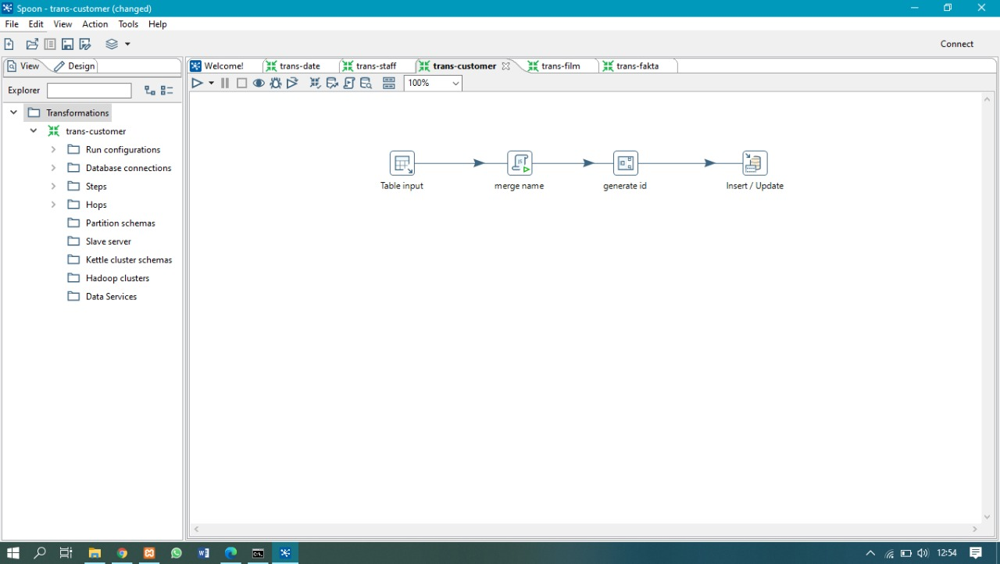 Spoon - trans-customer (changed)
File Edit View Action Tools Help
Connect
View Design
Welcome! trans-date trans-staff trans-customer trans-film trans-fakta
Explorer
100%
Transformations
trans-customer
Run configurations
Database connections
Steps
Hops
Partition schemas
Slave server
Kettle cluster schemas
Hadoop clusters
Data Services
Table input merge name generate id Insert / Update
12:54